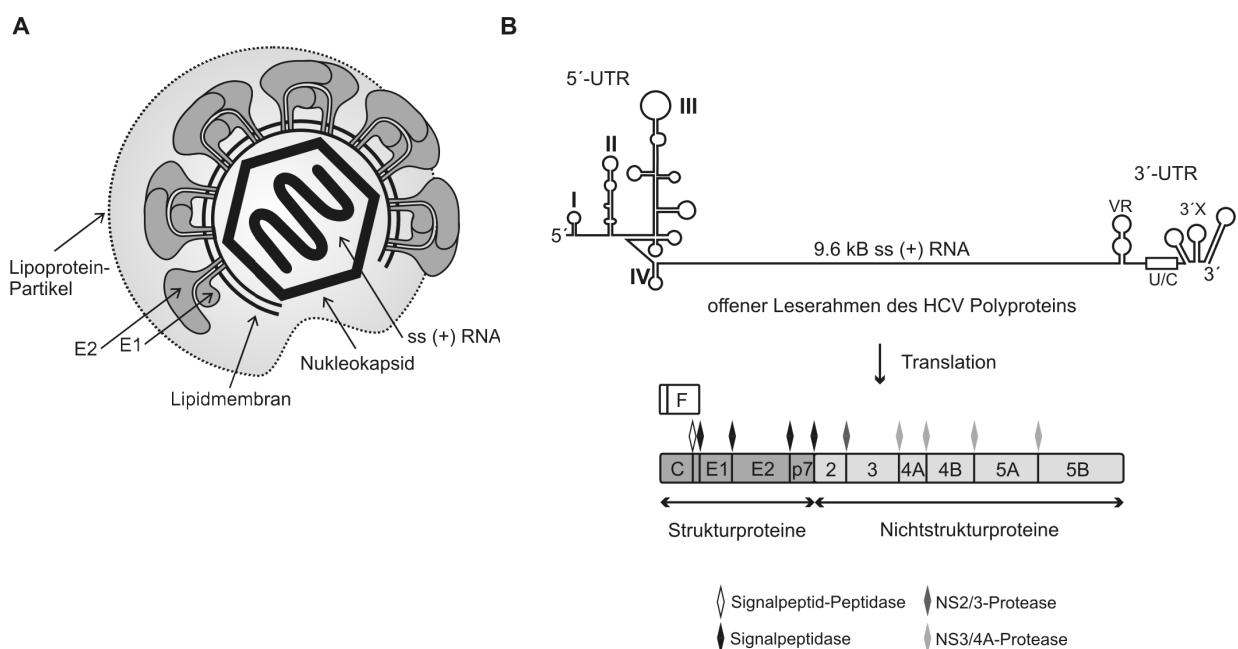 A
Lipoprotein-
Partikel
E2
E1
Lipidmembran
Nukleokapsid
ss (+) RNA
B
5´-UTR
III
II
I
5´
IV
9.6 kB ss (+) RNA
3´-UTR
VR
3´X
U/C
3´
offener Leserahmen des HCV Polyproteins
Translation
F
C E1 E2 p7 2 3 4A 4B 5A 5B
Strukturproteine
Nichtstrukturproteine
Signalpeptid-Peptidase
NS2/3-Protease
Signalpeptidase
NS3/4A-Protease